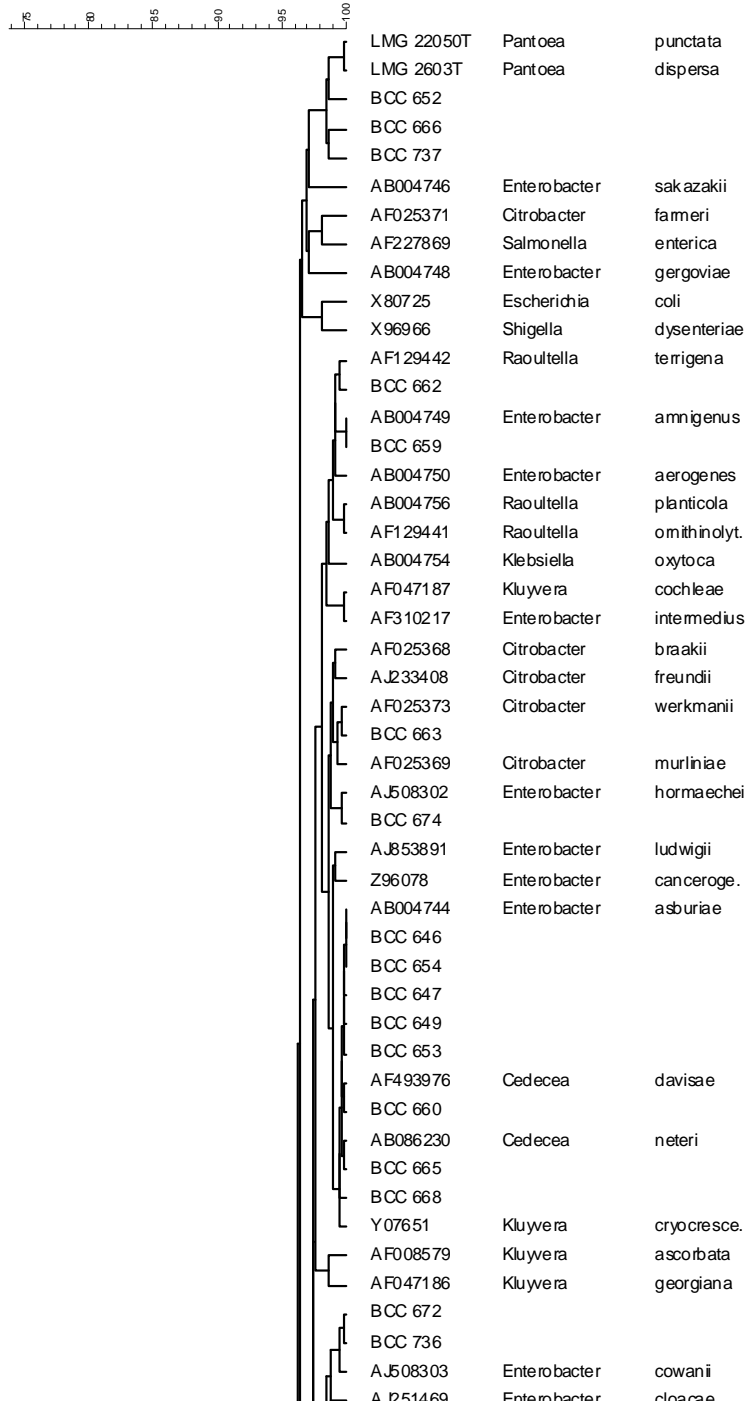 75 80 85 90 95 100
LMG 22050T Pantoea punctata
LMG 2603T Pantoea dispersa
BCC 652
BCC 666
BCC 737
AB004746 Enterobacter sakazakii
AF025371 Citrobacter farmeri
AF227869 Salmonella enterica
AB004748 Enterobacter gergoviae
X80725 Escherichia coli
X96966 Shigella dysenteriae
AF129442 Raoultella terrigena
BCC 662
AB004749 Enterobacter amnigenus
BCC 659
AB004750 Enterobacter aerogenes
AB004756 Raoultella planticola
AF129441 Raoultella ornithinolyt.
AB004754 Klebsiella oxytoca
AF047187 Kluyvera cochleae
AF310217 Enterobacter intermedius
AF025368 Citrobacter braakii
AJ233408 Citrobacter freundii
AF025373 Citrobacter werkmanii
BCC 663
AF025369 Citrobacter murliniae
AJ508302 Enterobacter hormaechei
BCC 674
AJ853891 Enterobacter ludwigii
Z96078 Enterobacter canceroge.
AB004744 Enterobacter asburiae
BCC 646
BCC 654
BCC 647
BCC 649
BCC 653
AF493976 Cedecea davisae
BCC 660
AB086230 Cedecea neteri
BCC 665
BCC 668
Y07651 Kluyvera cryocresce.
AF008579 Kluyvera ascorbata
AF047186 Kluyvera georgiana
BCC 672
BCC 736
AJ508303 Enterobacter cowanii
AJ251469 Enterobacter cloacae